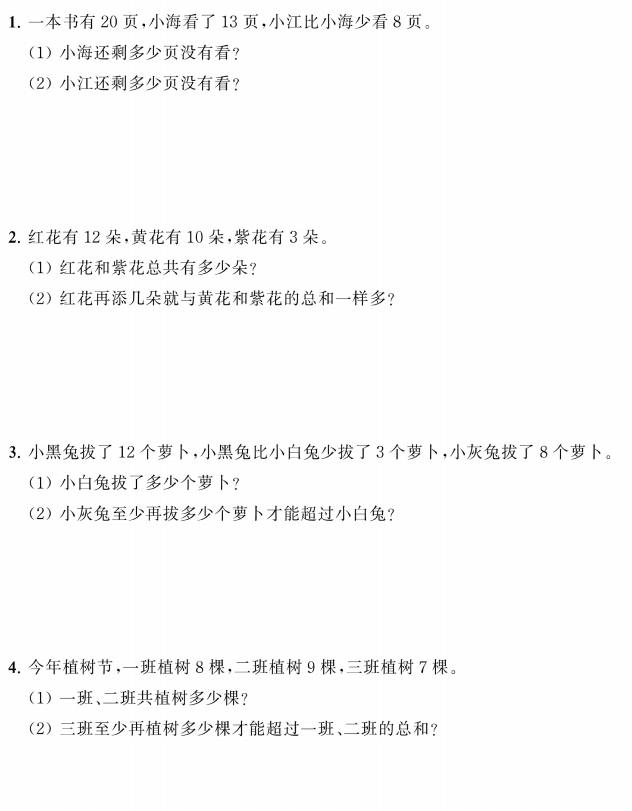 1. 一本书有 20 页,小海看了 13 页,小江比小海少看 8 页。
(1) 小海还剩多少页没有看?
(2) 小江还剩多少页没有看?
2. 红花有 12 朵,黄花有 10 朵,紫花有 3 朵。
(1) 红花和紫花总共有多少朵?
(2) 红花再添几朵就与黄花和紫花的总和一样多?
3. 小黑兔拔了 12 个萝卜,小黑兔比小白兔少拔了 3 个萝卜,小灰兔拔了 8 个萝卜。
(1) 小白兔拔了多少个萝卜?
(2) 小灰兔至少再拔多少个萝卜才能超过小白兔?
4. 今年植树节,一班植树 8 棵,二班植树 9 棵,三班植树 7 棵。
(1) 一班、二班共植树多少棵?
(2) 三班至少再植树多少棵才能超过一班、二班的总和?